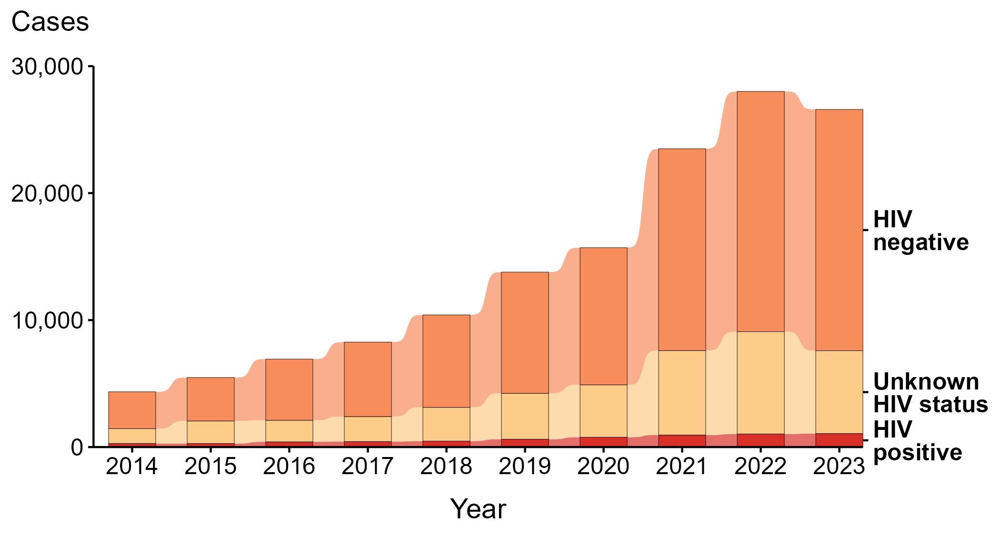 Cases
30,000
20,000
10,000
0
HIV
negative
Unknown
HIV status
HIV
positive
2014 2015 2016 2017 2018 2019 2020 2021 2022 2023
Year